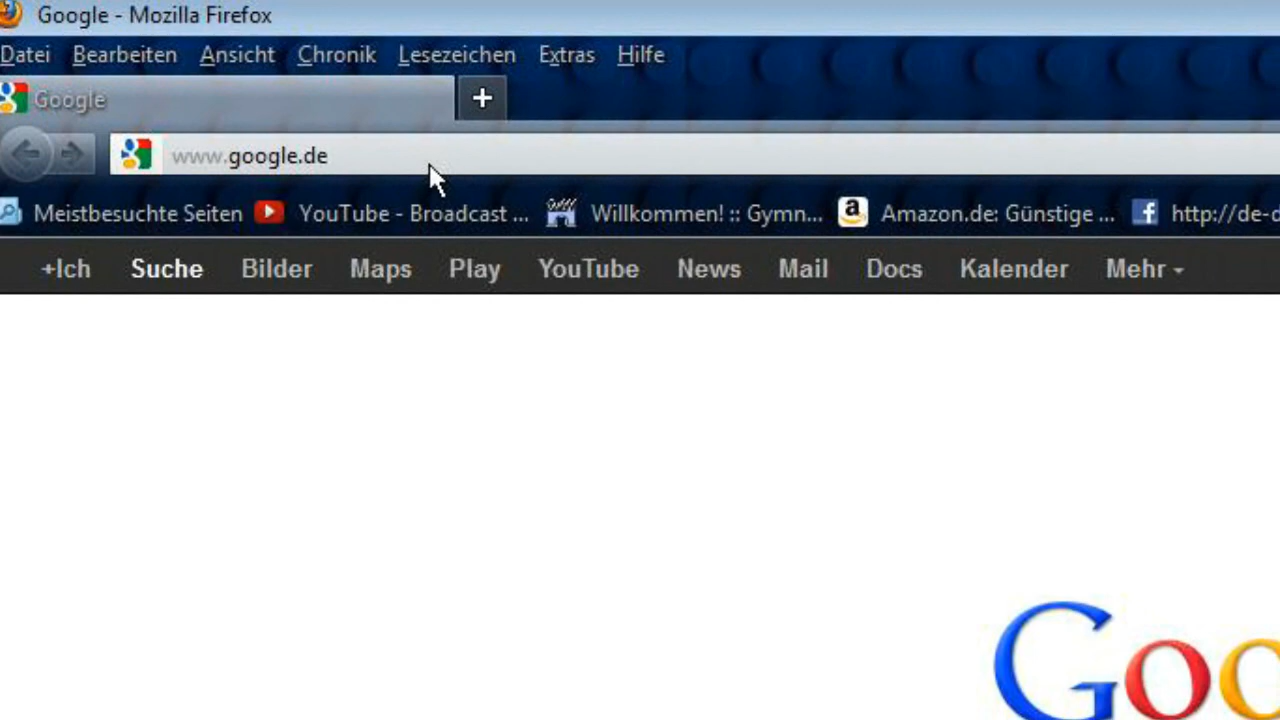 Google - Mozilla Firefox
Datei Bearbeiten Ansicht Chronik Lesezeichen Extras Hilfe
Google +
www.google.de
Meistbesuchte Seiten YouTube - Broadcast ... Willkommen! :: Gymn... a Amazon.de: Günstige ... f http://de-
+Ich Suche Bilder Maps Play YouTube News Mail Docs Kalender Mehr
Goo